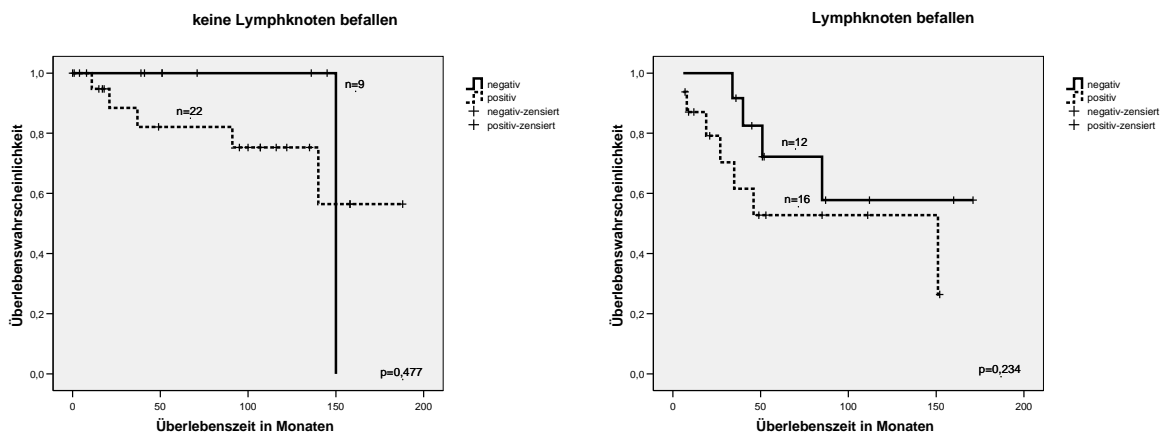 keine Lymphknoten befallen
Überlebenswahrscheinlichkeit
1,0
0,8
0,6
0,4
0,2
0,0
n=9
n=22
p=0,477
0
50
100
150
200
Überlebenszeit in Monaten
negativ
positiv
negativ-zensiert
positiv-zensiert
Lymphknoten befallen
Überlebenswahrscheinlichkeit
1,0
0,8
0,6
0,4
0,2
0,0
n=12
n=16
p=0,234
0
50
100
150
200
Überlebenszeit in Monaten
negativ
positiv
negativ-zensiert
positiv-zensiert